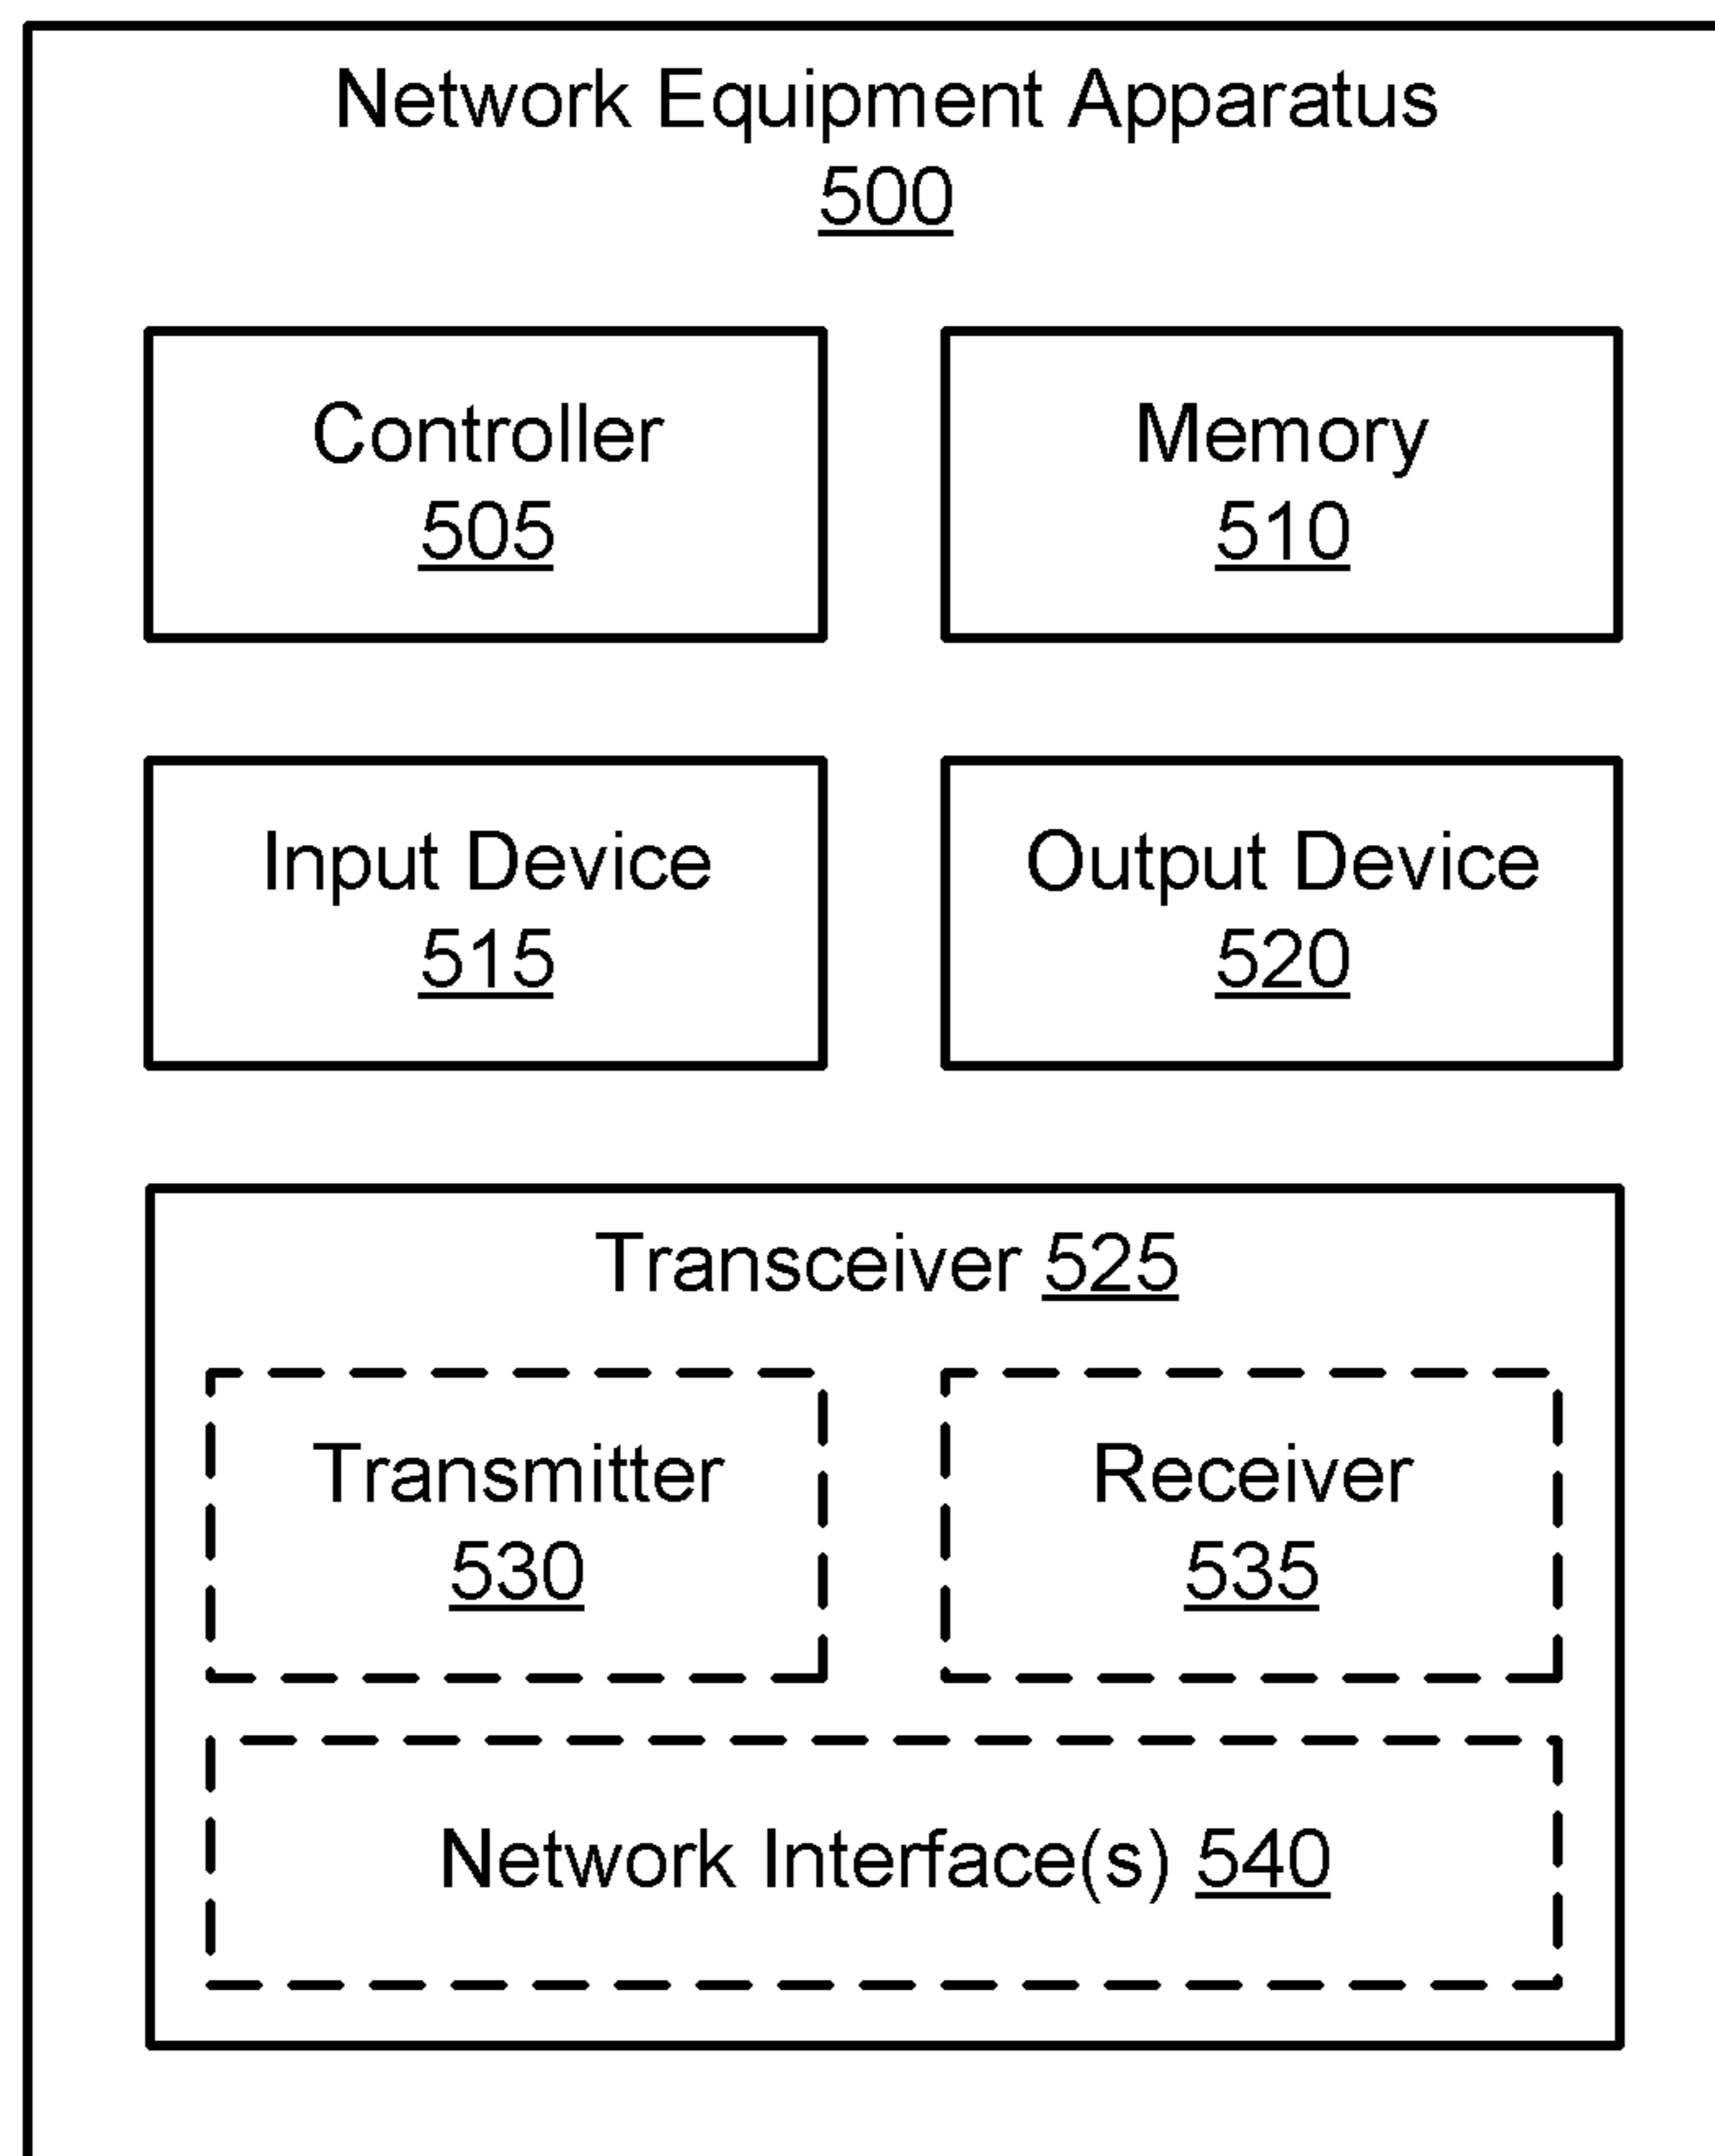 Network Equipment Apparatus
500
Controller
505
Memory
510
Input Device
515
Output Device
520
Transceiver 525
Transmitter
530
Receiver
535
Network Interface(s) 540